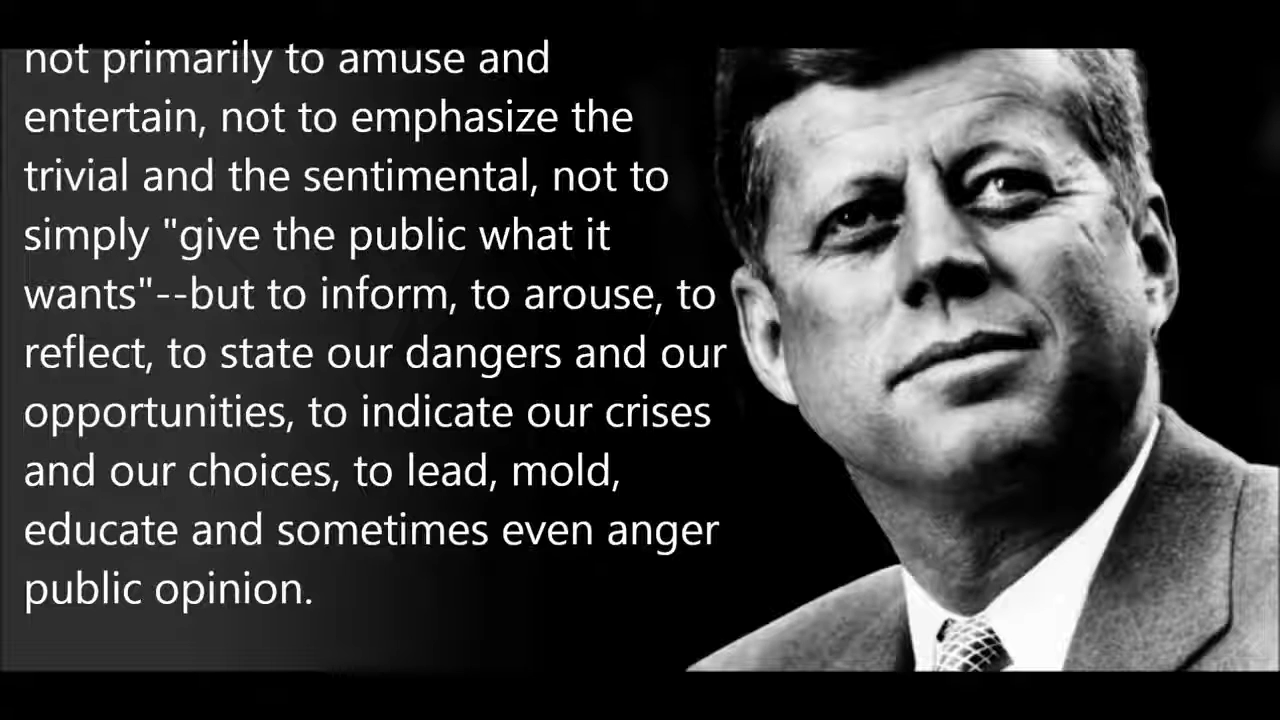 not primarily to amuse and
entertain, not to emphasize the
trivial and the sentimental, not to
simply "give the public what it
wants"--but to inform, to arouse, to
reflect, to state our dangers and our
opportunities, to indicate our crises
and our choices, to lead, mold,
educate and sometimes even anger
public opinion.